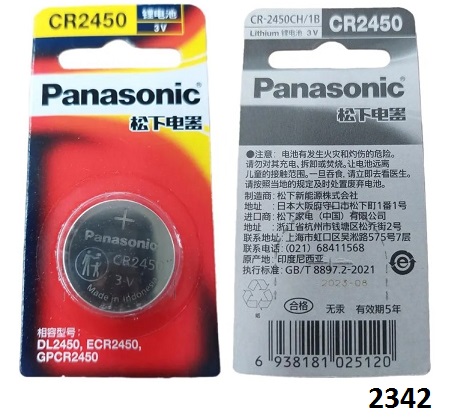 CR2450
锂电池
3V
Panasonic
松下电器
+
Panasonic
CR245
3V
Made in Indonesia
相容型号:
DL2450, ECR2450,
GPCR2450
CR-2450CH/1B
Lithium 锂电池 3V
CR2450
Panasonic
松下电器
注意: 电池有发生火灾和灼伤的危险。
请勿对其充电、拆卸或焚烧。让电池远离
儿童的触及范围。一旦吞食, 请立即去看医生。
请按照当地的规定及时处置废弃电池。
制造商: 松下新能源株式会社
地 址: 日本大阪府守口市松下町1番1号
进口商: 松下家电(中国)有限公司
地 址: 浙江省杭州市钱塘区松乔街2号
联系地址: 上海市虹口区吴淞路575号7层
联系电话: (021) 68411568
原产国: 印度尼西亚
执行标准: GB/T 8897.2-2021
2023-08
合格
无汞 有效期5年
6 938181 025120
2342